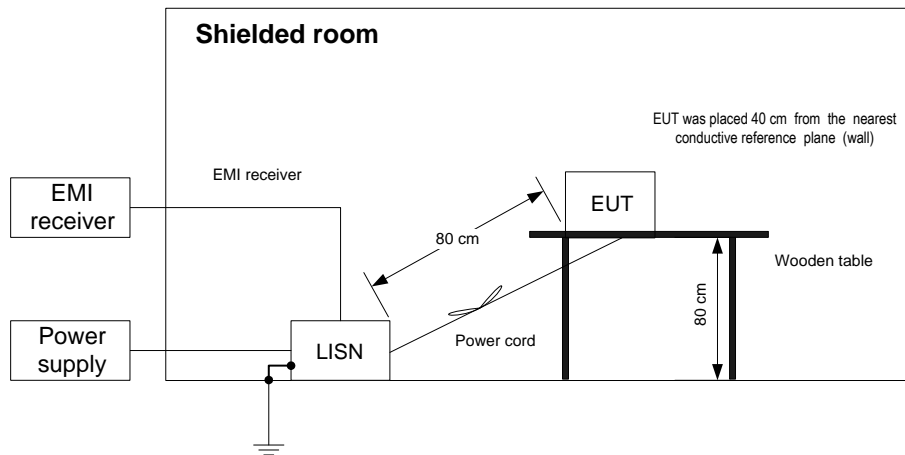 Shielded room
EUT was placed 40 cm from the nearest
conductive reference plane (wall)
EMI receiver
EMI
receiver
EUT
80 cm
Wooden table
80 cm
Power
supply
LISN
Power cord